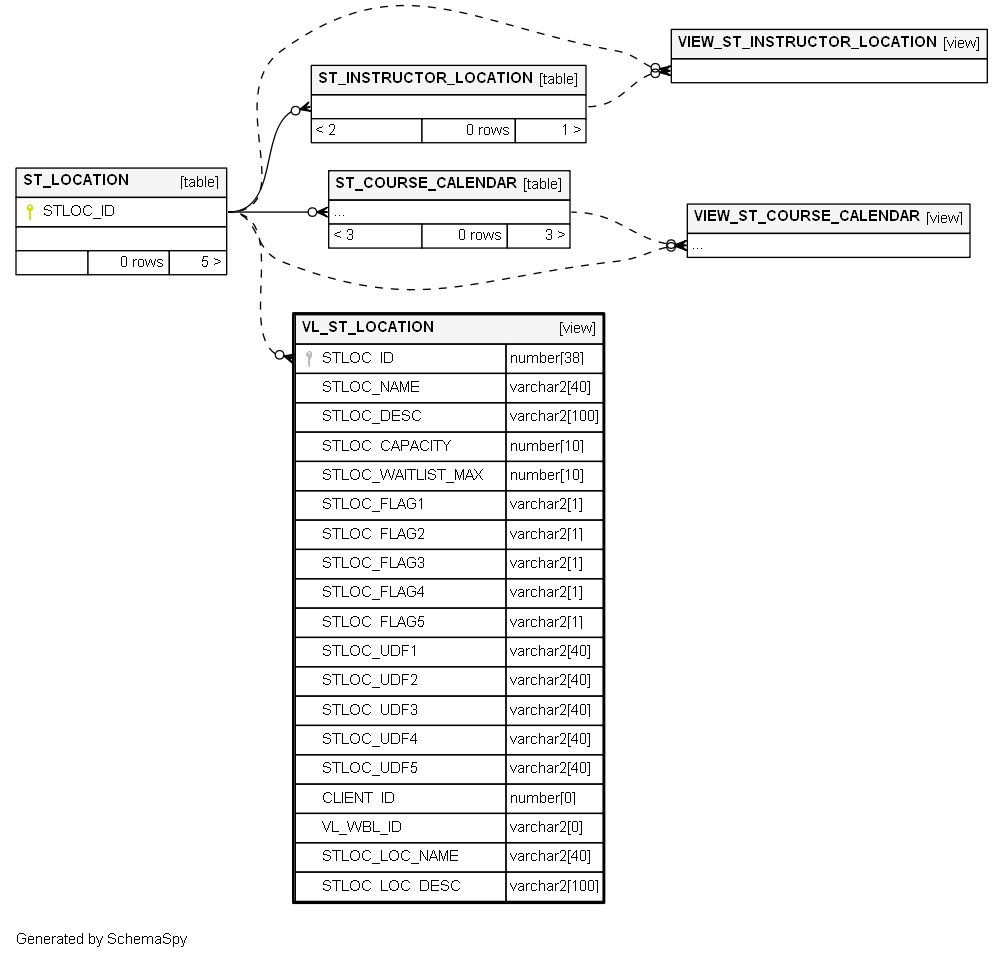 VIEW_ST_INSTRUCTOR_LOCATION [view]
ST_INSTRUCTOR_LOCATION [table]
< 2 0 rows 1 >
ST_LOCATION [table]
STLOC_ID
0 rows 5 >
ST_COURSE_CALENDAR [table]
...
< 3 0 rows 3 >
VIEW_ST_COURSE_CALENDAR [view]
...
VL_ST_LOCATION [view]
STLOC_ID number[38]
STLOC_NAME varchar2[40]
STLOC_DESC varchar2[100]
STLOC_CAPACITY number[10]
STLOC_WAITLIST_MAX number[10]
STLOC_FLAG1 varchar2[1]
STLOC_FLAG2 varchar2[1]
STLOC_FLAG3 varchar2[1]
STLOC_FLAG4 varchar2[1]
STLOC_FLAG5 varchar2[1]
STLOC_UDF1 varchar2[40]
STLOC_UDF2 varchar2[40]
STLOC_UDF3 varchar2[40]
STLOC_UDF4 varchar2[40]
STLOC_UDF5 varchar2[40]
CLIENT_ID number[0]
VL_WBL_ID varchar2[0]
STLOC_LOC_NAME varchar2[40]
STLOC_LOC_DESC varchar2[100]
Generated by SchemaSpy